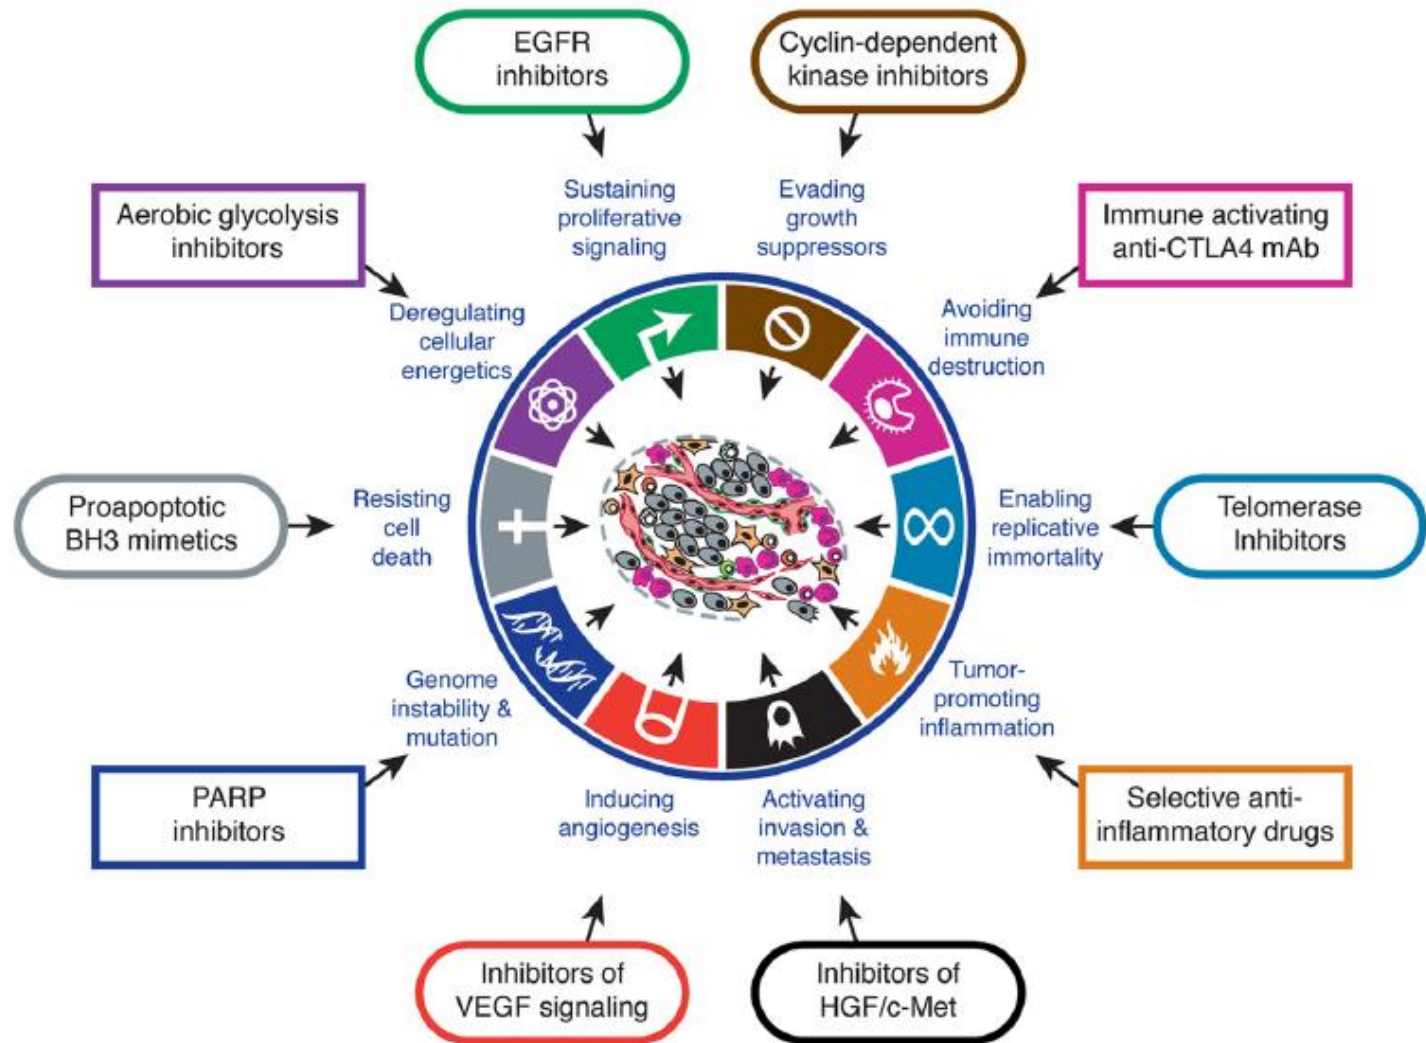 EGFR
inhibitors
Cyclin-dependent
kinase inhibitors
Aerobic glycolysis
inhibitors
Sustaining
proliferative
signaling
Evading
growth
suppressors
Immune activating
anti-CTLA4 mAb
Deregulating
cellular
energetics
Avoiding
immune
destruction
Proapoptotic
BH3 mimetics
Resisting
cell
death
Enabling
replicative
immortality
Telomerase
Inhibitors
Genome
instability &
mutation
Tumor-
promoting
inflammation
PARP
inhibitors
Inducing
angiogenesis
Activating
invasion &
metastasis
Selective anti-
inflammatory drugs
Inhibitors of
VEGF signaling
Inhibitors of
HGF/c-Met